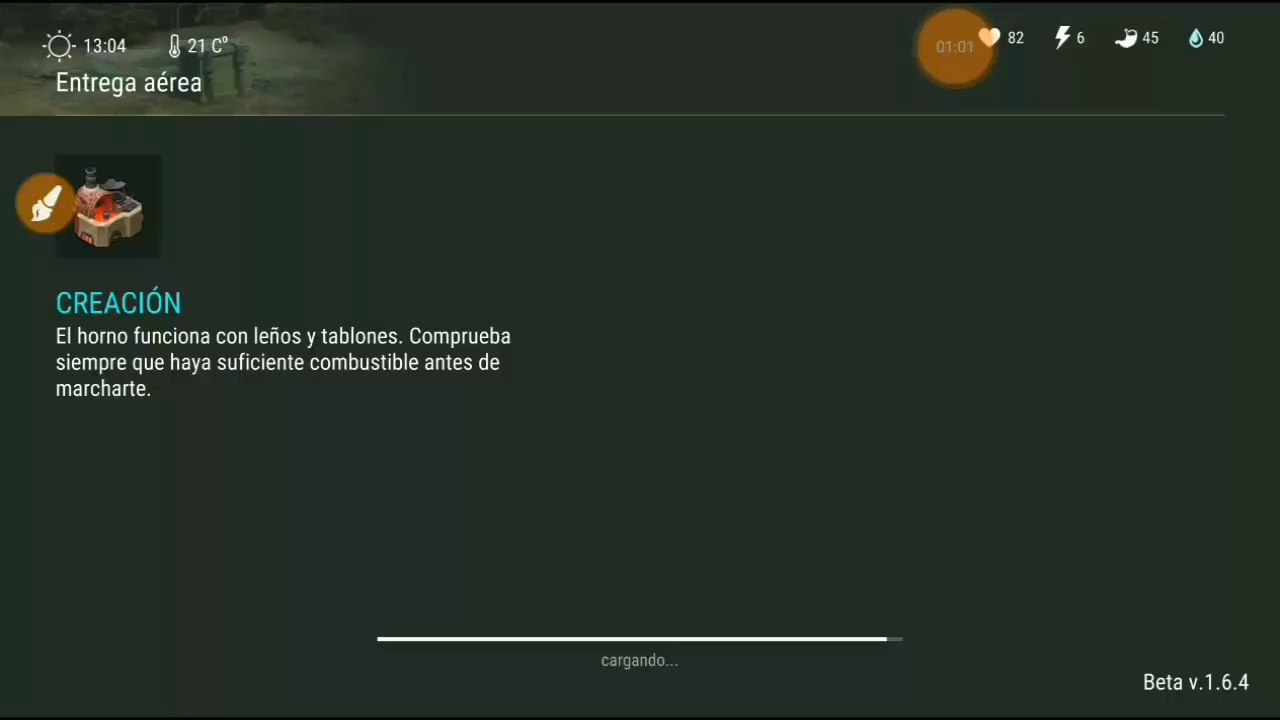 13:04 21 C°
01:01 82 6 45 40
Entrega aérea
CREACIÓN
El horno funciona con leños y tablones. Comprueba
siempre que haya suficiente combustible antes de
marcharte.
cargando...
Beta v.1.6.4